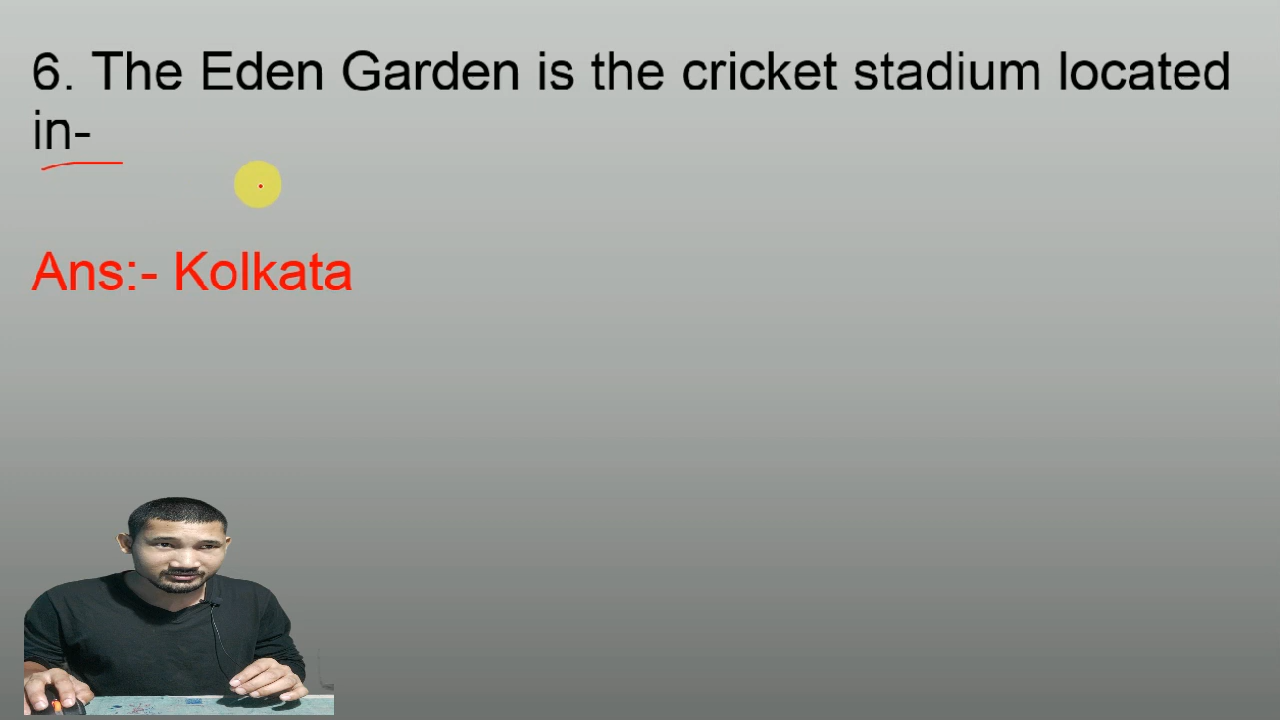 6. The Eden Garden is the cricket stadium located
in-
Ans:- Kolkata